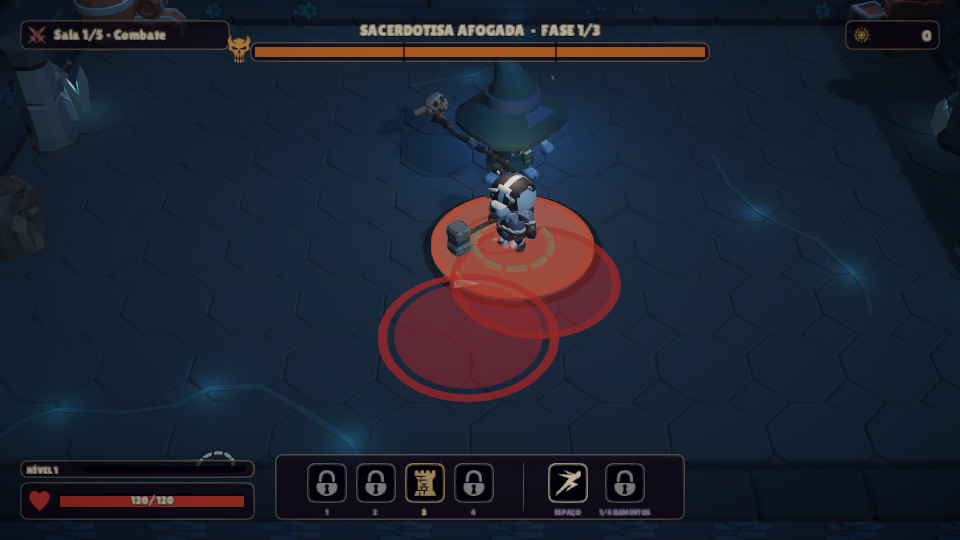 Sala 1/5 - Combate
SACERDOTISA AFOGADA - FASE 1/3
0
NÍVEL 1
120/120
1
2
3
4
ESPAÇO
1/4 ELEMENTOS